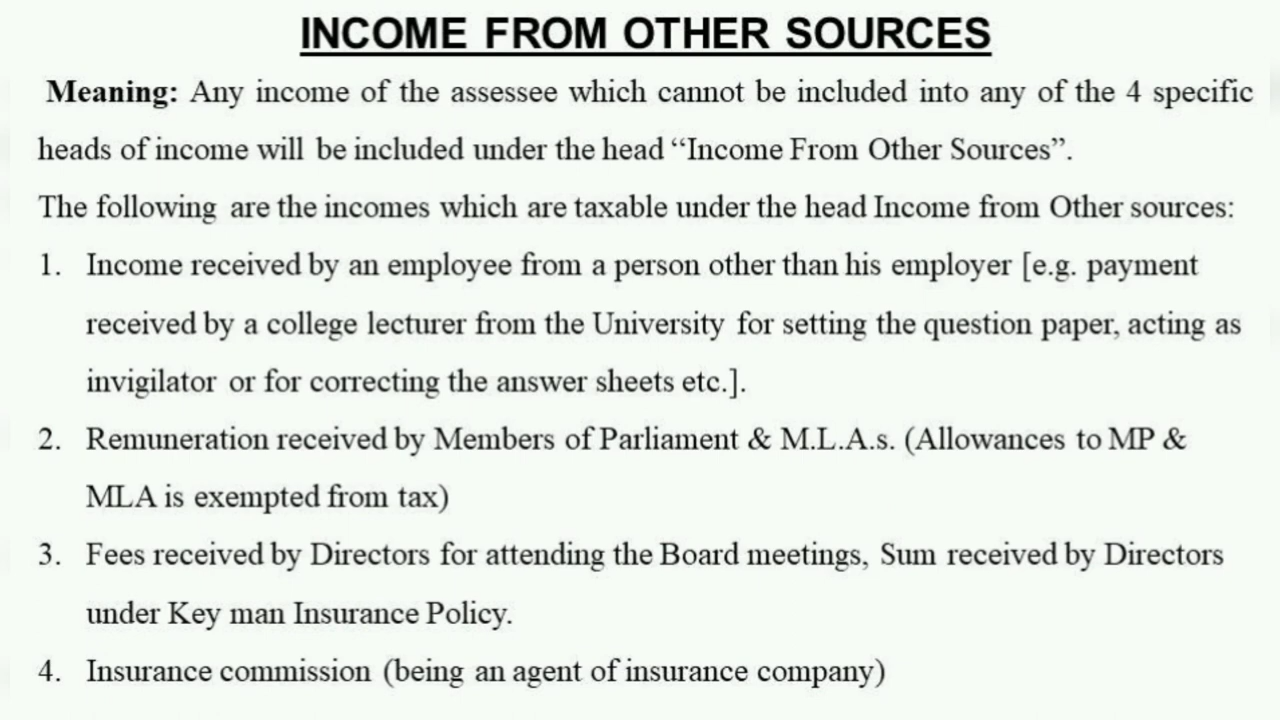 INCOME FROM OTHER SOURCES
Meaning: Any income of the assessee which cannot be included into any of the 4 specific
heads of income will be included under the head “Income From Other Sources”.
The following are the incomes which are taxable under the head Income from Other sources:
1. Income received by an employee from a person other than his employer [e.g. payment
received by a college lecturer from the University for setting the question paper, acting as
invigilator or for correcting the answer sheets etc.].
2. Remuneration received by Members of Parliament & M.L.A.s. (Allowances to MP &
MLA is exempted from tax)
3. Fees received by Directors for attending the Board meetings, Sum received by Directors
under Key man Insurance Policy.
4. Insurance commission (being an agent of insurance company)